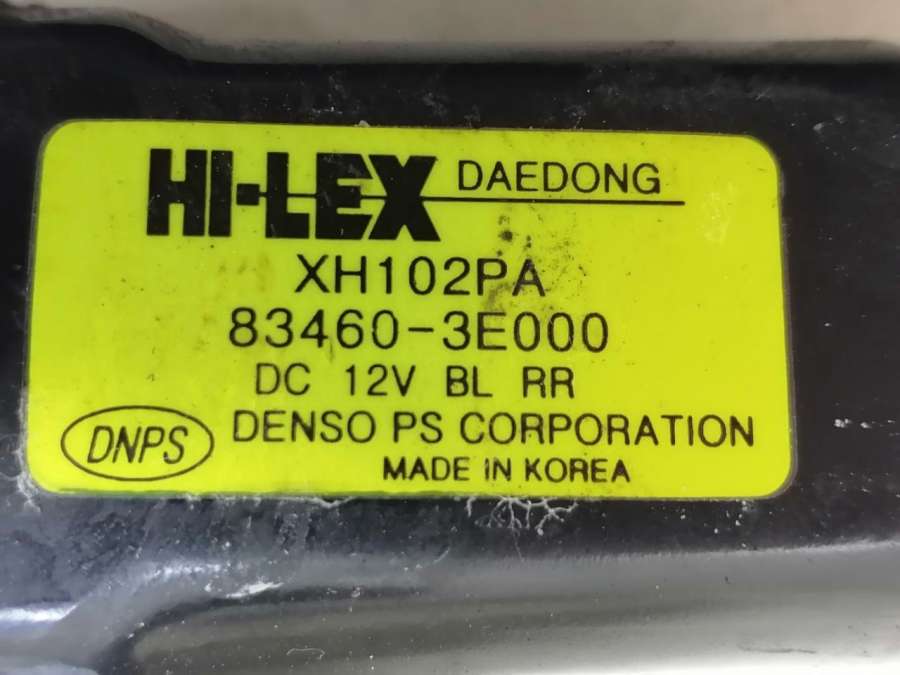 HI-LEX DAEDONG
XH102PA
83460-3E000
DC 12V BL RR
DNPS DENSO PS CORPORATION
MADE IN KOREA